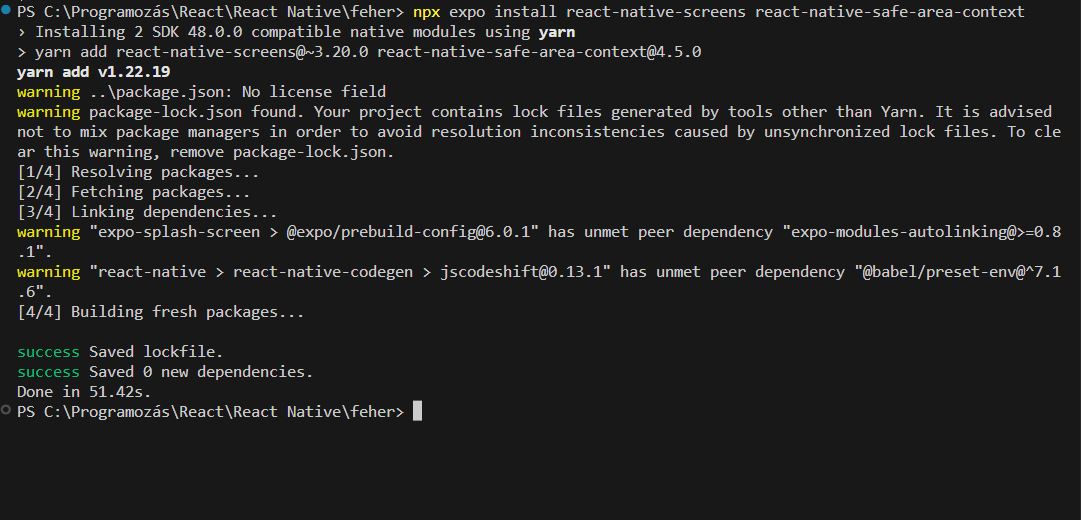 PS C:\Programozás\React\React Native\feher> npx expo install react-native-screens react-native-safe-area-context
› Installing 2 SDK 48.0.0 compatible native modules using yarn
> yarn add react-native-screens@~3.20.0 react-native-safe-area-context@4.5.0
yarn add v1.22.19
warning ..\package.json: No license field
warning package-lock.json found. Your project contains lock files generated by tools other than Yarn. It is advised
not to mix package managers in order to avoid resolution inconsistencies caused by unsynchronized lock files. To cle
ar this warning, remove package-lock.json.
[1/4] Resolving packages...
[2/4] Fetching packages...
[3/4] Linking dependencies...
warning "expo-splash-screen > @expo/prebuild-config@6.0.1" has unmet peer dependency "expo-modules-autolinking@>=0.8
.1".
warning "react-native > react-native-codegen > jscodeshift@0.13.1" has unmet peer dependency "@babel/preset-env@^7.1
.6".
[4/4] Building fresh packages...
success Saved lockfile.
success Saved 0 new dependencies.
Done in 51.42s.
PS C:\Programozás\React\React Native\feher>